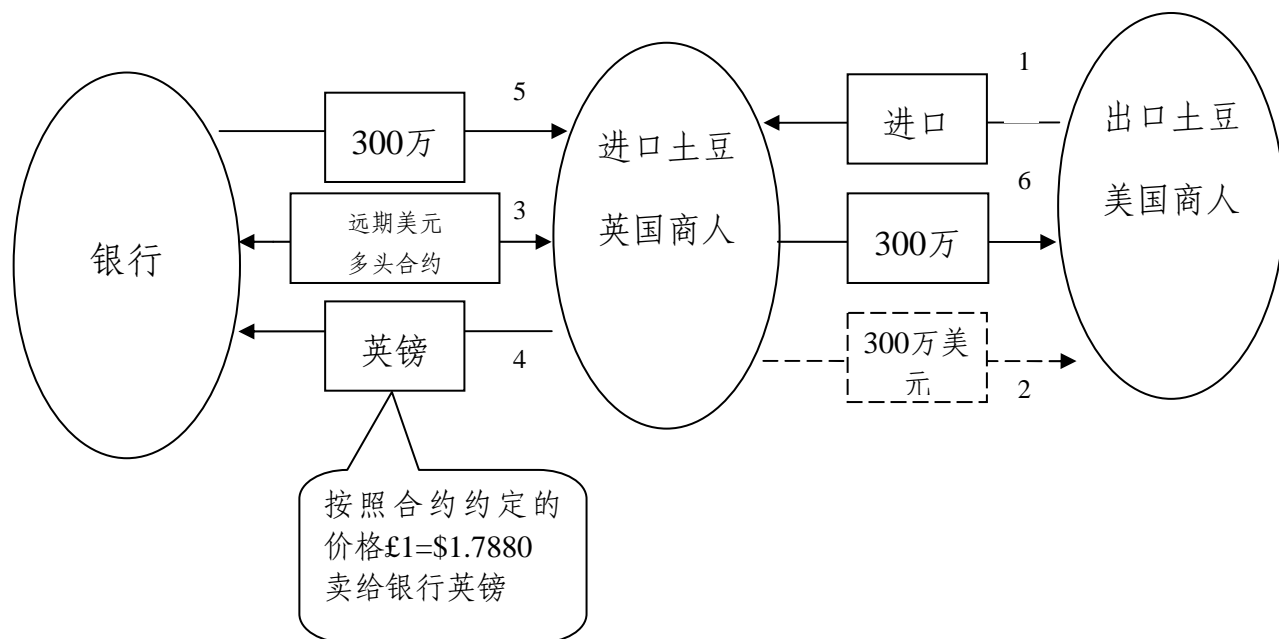 银行
5
300万
3
远期美元
多头合约
英镑
4
按照合约约定的
价格£1=$1.7880
卖给银行英镑
进口土豆
英国商人
1
进口
6
300万
300万美
元
2
出口土豆
美国商人